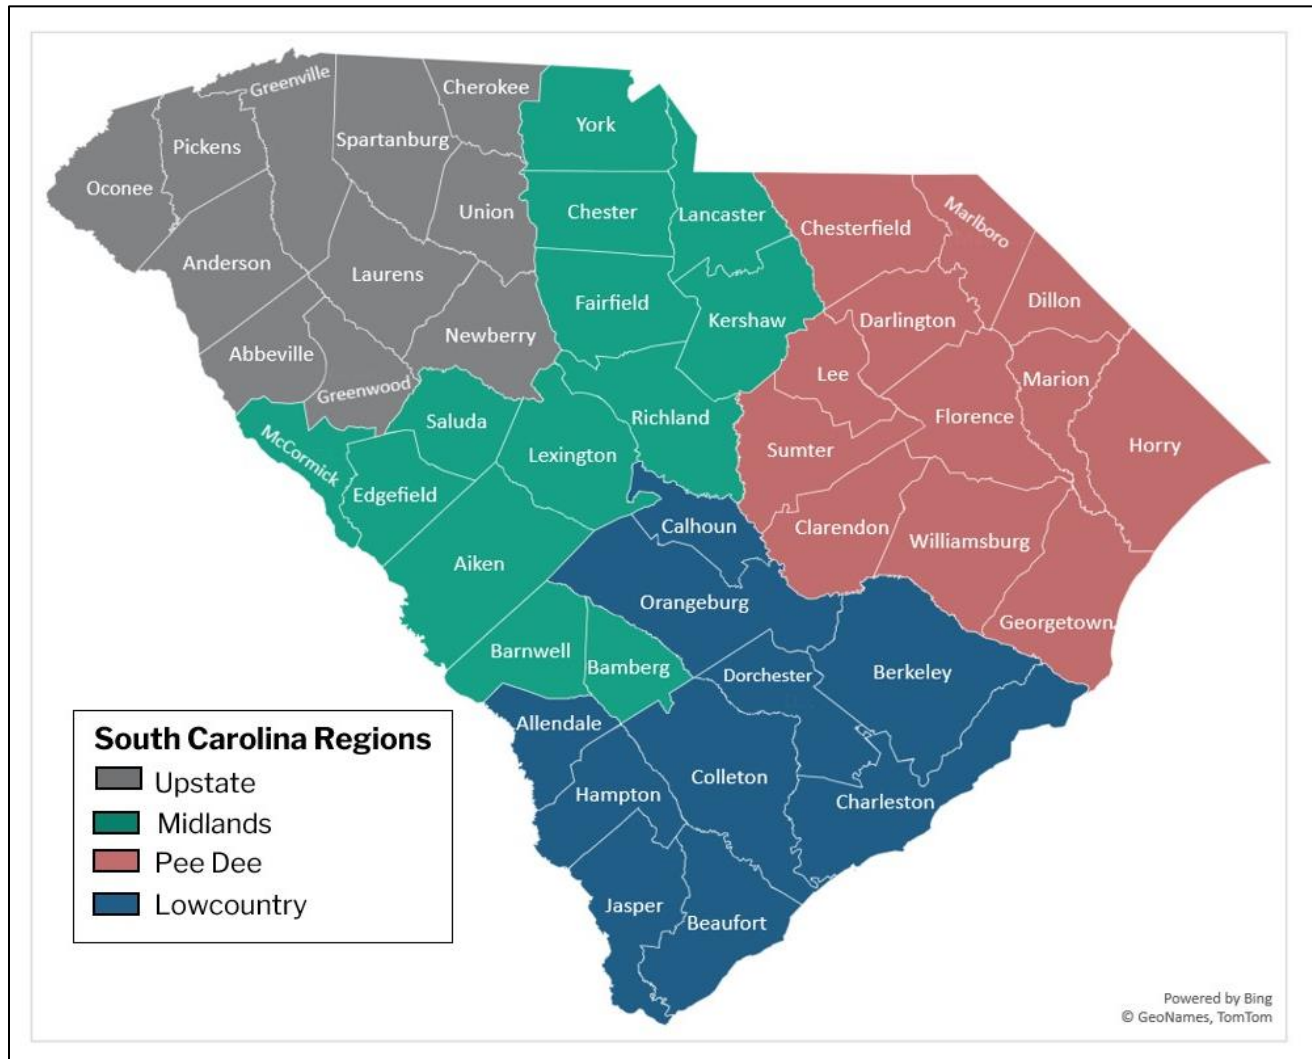 Greenville
Cherokee
York
Pickens
Spartanburg
Oconee
Union
Chester
Lancaster
Marlboro
Chesterfield
Anderson
Laurens
Fairfield
Kershaw
Dillon
Darlington
Newberry
Abbeville
Lee
Marion
Greenwood
Saluda
Richland
Florence
Horry
McCormick
Lexington
Sumter
Edgefield
Calhoun
Clarendon
Williamsburg
Aiken
Orangeburg
Georgetown
Barnwell
Bamberg
Dorchester
Berkeley
Allendale
Colleton
Hampton
Charleston
Jasper
Beaufort
South Carolina Regions
Upstate
Midlands
Pee Dee
Lowcountry
Powered by Bing
© GeoNames, TomTom